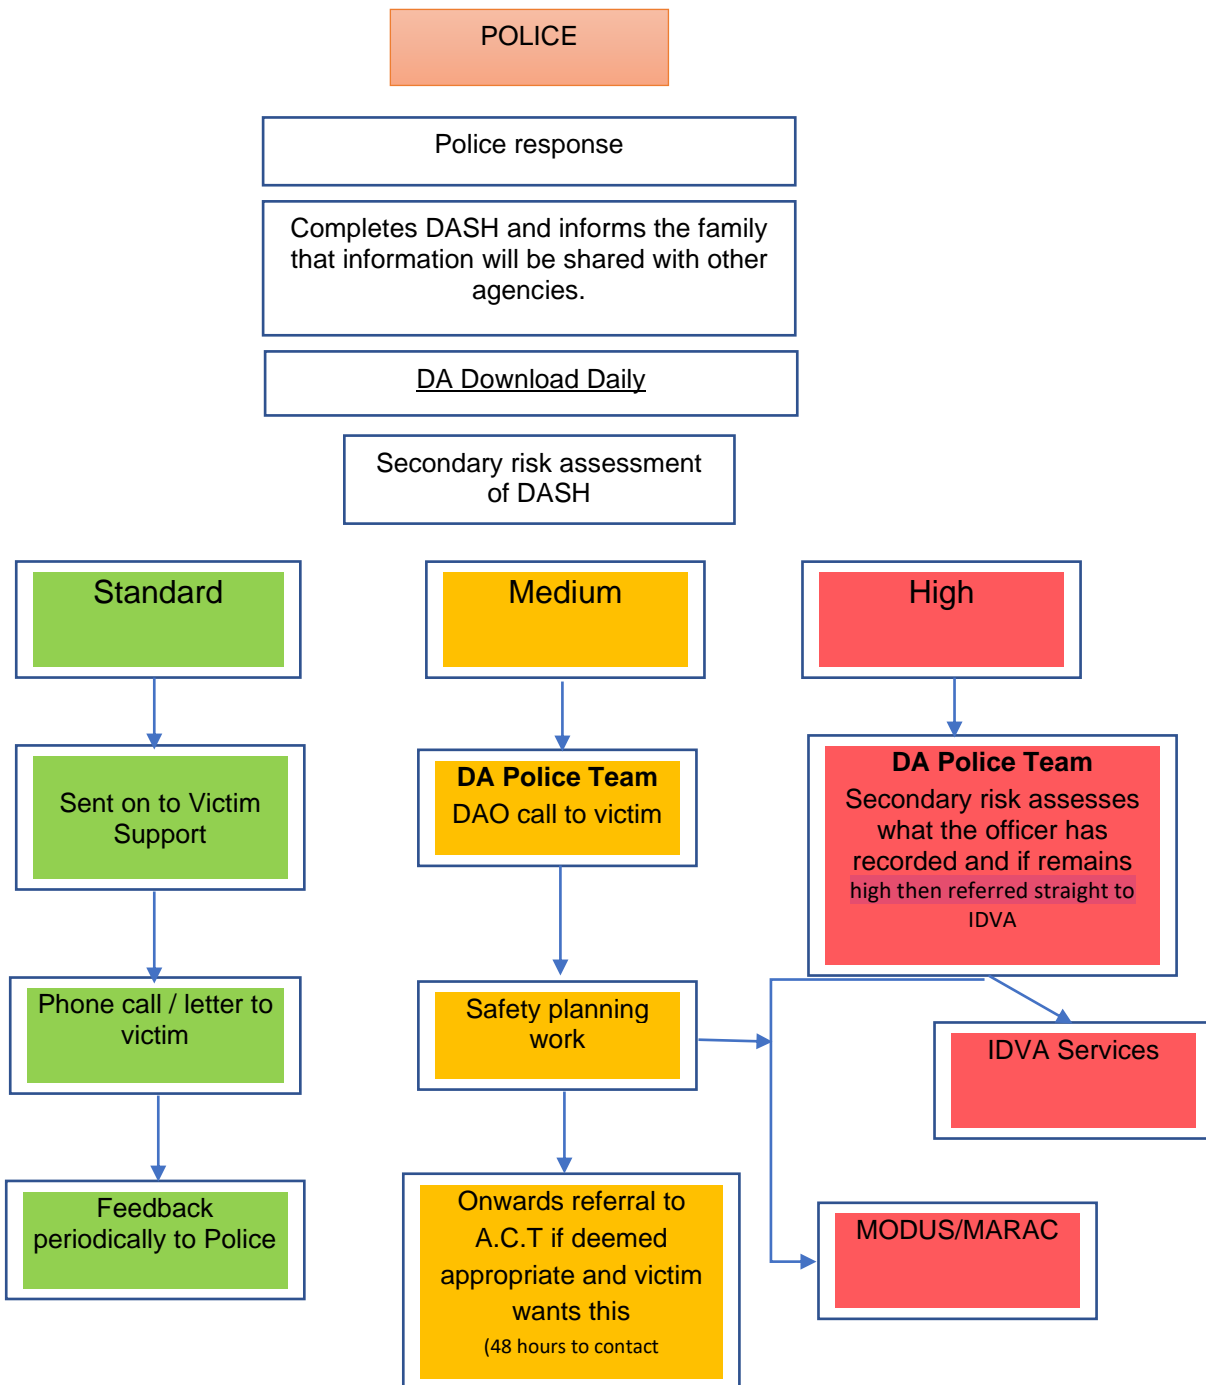 POLICE
Police response
Completes DASH and informs the family
that information will be shared with other
agencies.
DA Download Daily
Secondary risk assessment
of DASH
Standard
Medium
High
Sent on to Victim
Support
DA Police Team
DAO call to victim
DA Police Team
Secondary risk assesses
what the officer has
recorded and if remains
high then referred straight to
IDVA
Phone call / letter to
victim
Safety planning
work
IDVA Services
Feedback
periodically to Police
Onwards referral to
A.C.T if deemed
appropriate and victim
wants this
(48 hours to contact
MODUS/MARAC